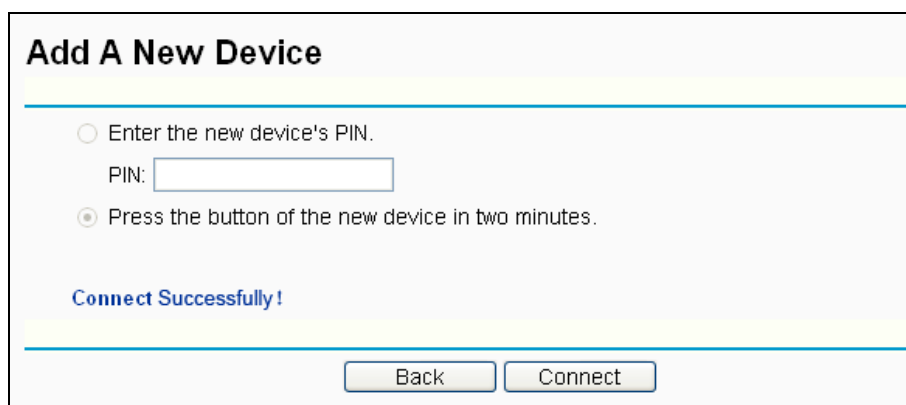 Add A New Device
Enter the new device's PIN.
PIN:
Press the button of the new device in two minutes.
Connect Successfully!
Back Connect